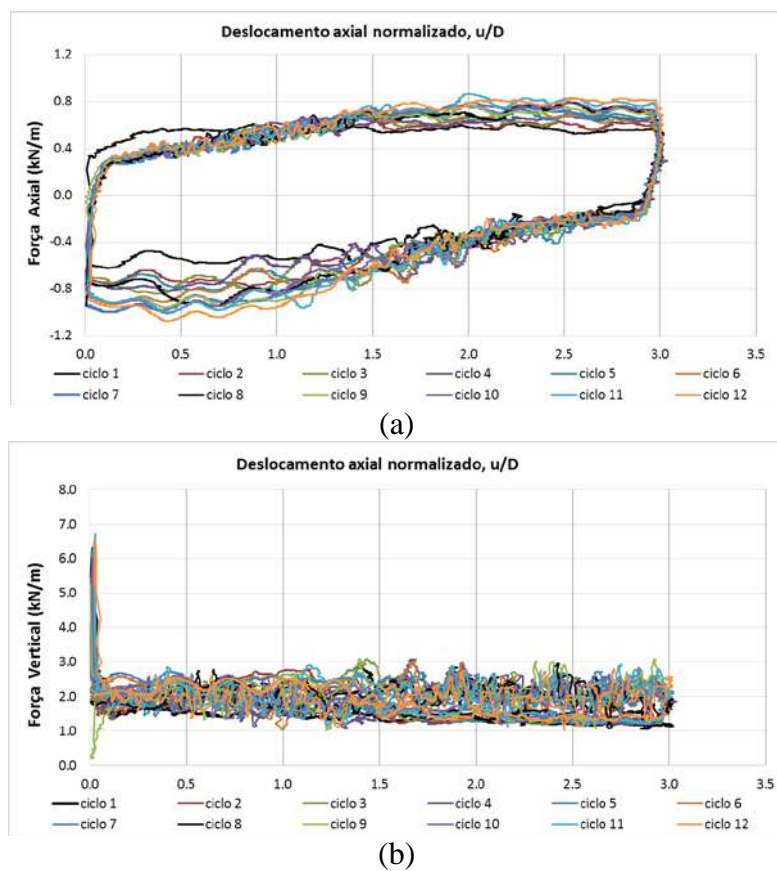 Deslocamento axial normalizado, u/D
Força Axial (kN/m)
1.2
0.8
0.4
0.0
-0.4
-0.8
-1.2
0.0 0.5 1.0 1.5 2.0 2.5 3.0 3.5
ciclo 1 ciclo 2 ciclo 3 ciclo 4 ciclo 5 ciclo 6
ciclo 7 ciclo 8 ciclo 9 ciclo 10 ciclo 11 ciclo 12
(a)
Deslocamento axial normalizado, u/D
Força Vertical (kN/m)
8.0
7.0
6.0
5.0
4.0
3.0
2.0
1.0
0.0
0.0 0.5 1.0 1.5 2.0 2.5 3.0 3.5
ciclo 1 ciclo 2 ciclo 3 ciclo 4 ciclo 5 ciclo 6
ciclo 7 ciclo 8 ciclo 9 ciclo 10 ciclo 11 ciclo 12
(b)